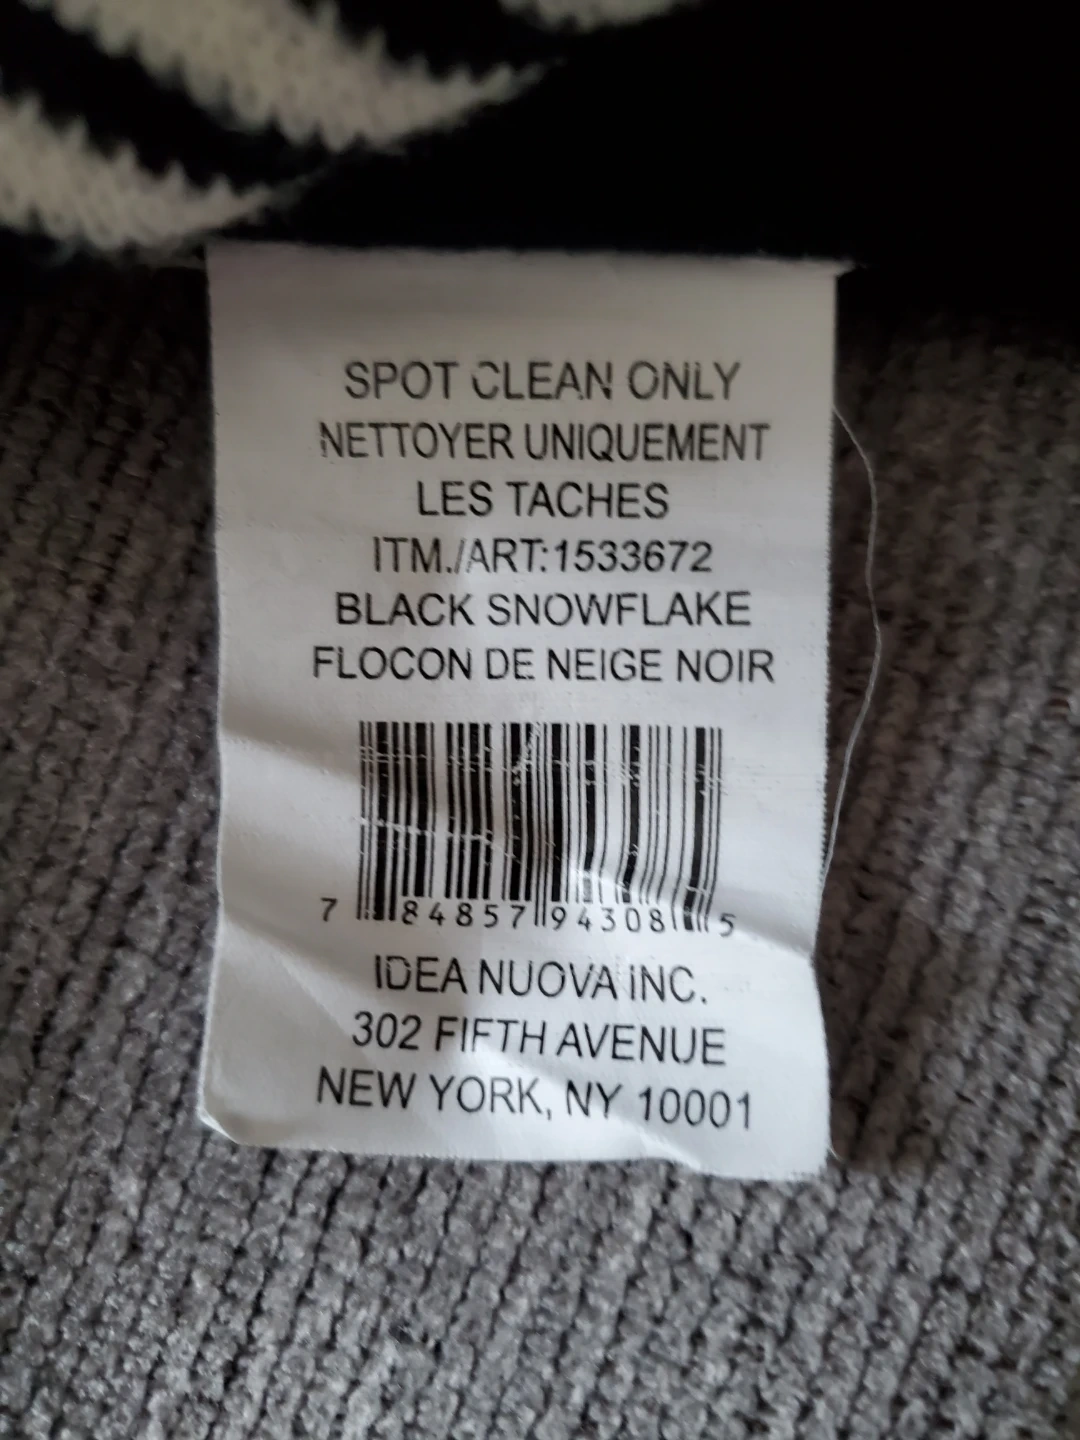 SPOT CLEAN ONLY
NETTOYER UNIQUEMENT
LES TACHES
ITM./ART:1533672
BLACK SNOWFLAKE
FLOCON DE NEIGE NOIR
7 84857 94308 5
IDEA NUOVA INC.
302 FIFTH AVENUE
NEW YORK, NY 10001